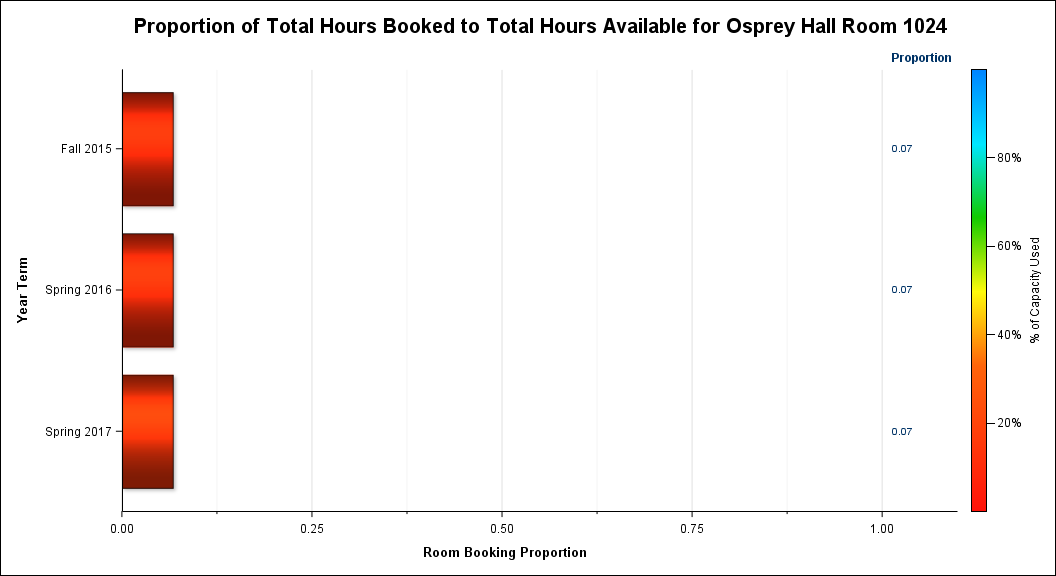 Proportion of Total Hours Booked to Total Hours Available for Osprey Hall Room 1024
Proportion
Fall 2015
0.07
80%
60%
Year Term
Spring 2016
0.07
% of Capacity Used
40%
20%
Spring 2017
0.07
0.00 0.25 0.50 0.75 1.00
Room Booking Proportion